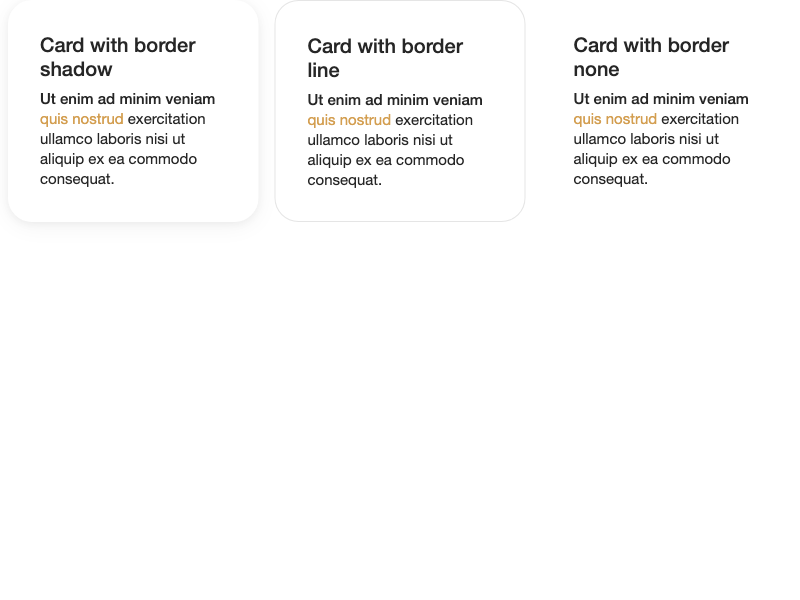 Card with border
shadow
Ut enim ad minim veniam
quis nostrud exercitation
ullamco laboris nisi ut
aliquip ex ea commodo
consequat.
Card with border
line
Ut enim ad minim veniam
quis nostrud exercitation
ullamco laboris nisi ut
aliquip ex ea commodo
consequat.
Card with border
none
Ut enim ad minim veniam
quis nostrud exercitation
ullamco laboris nisi ut
aliquip ex ea commodo
consequat.